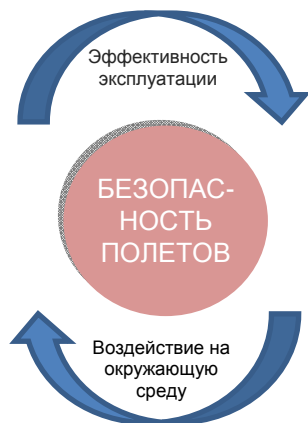 Эффективность
эксплуатации
БЕЗОПАС-
НОСТЬ
ПОЛЕТОВ
Воздействие на
окружающую
среду